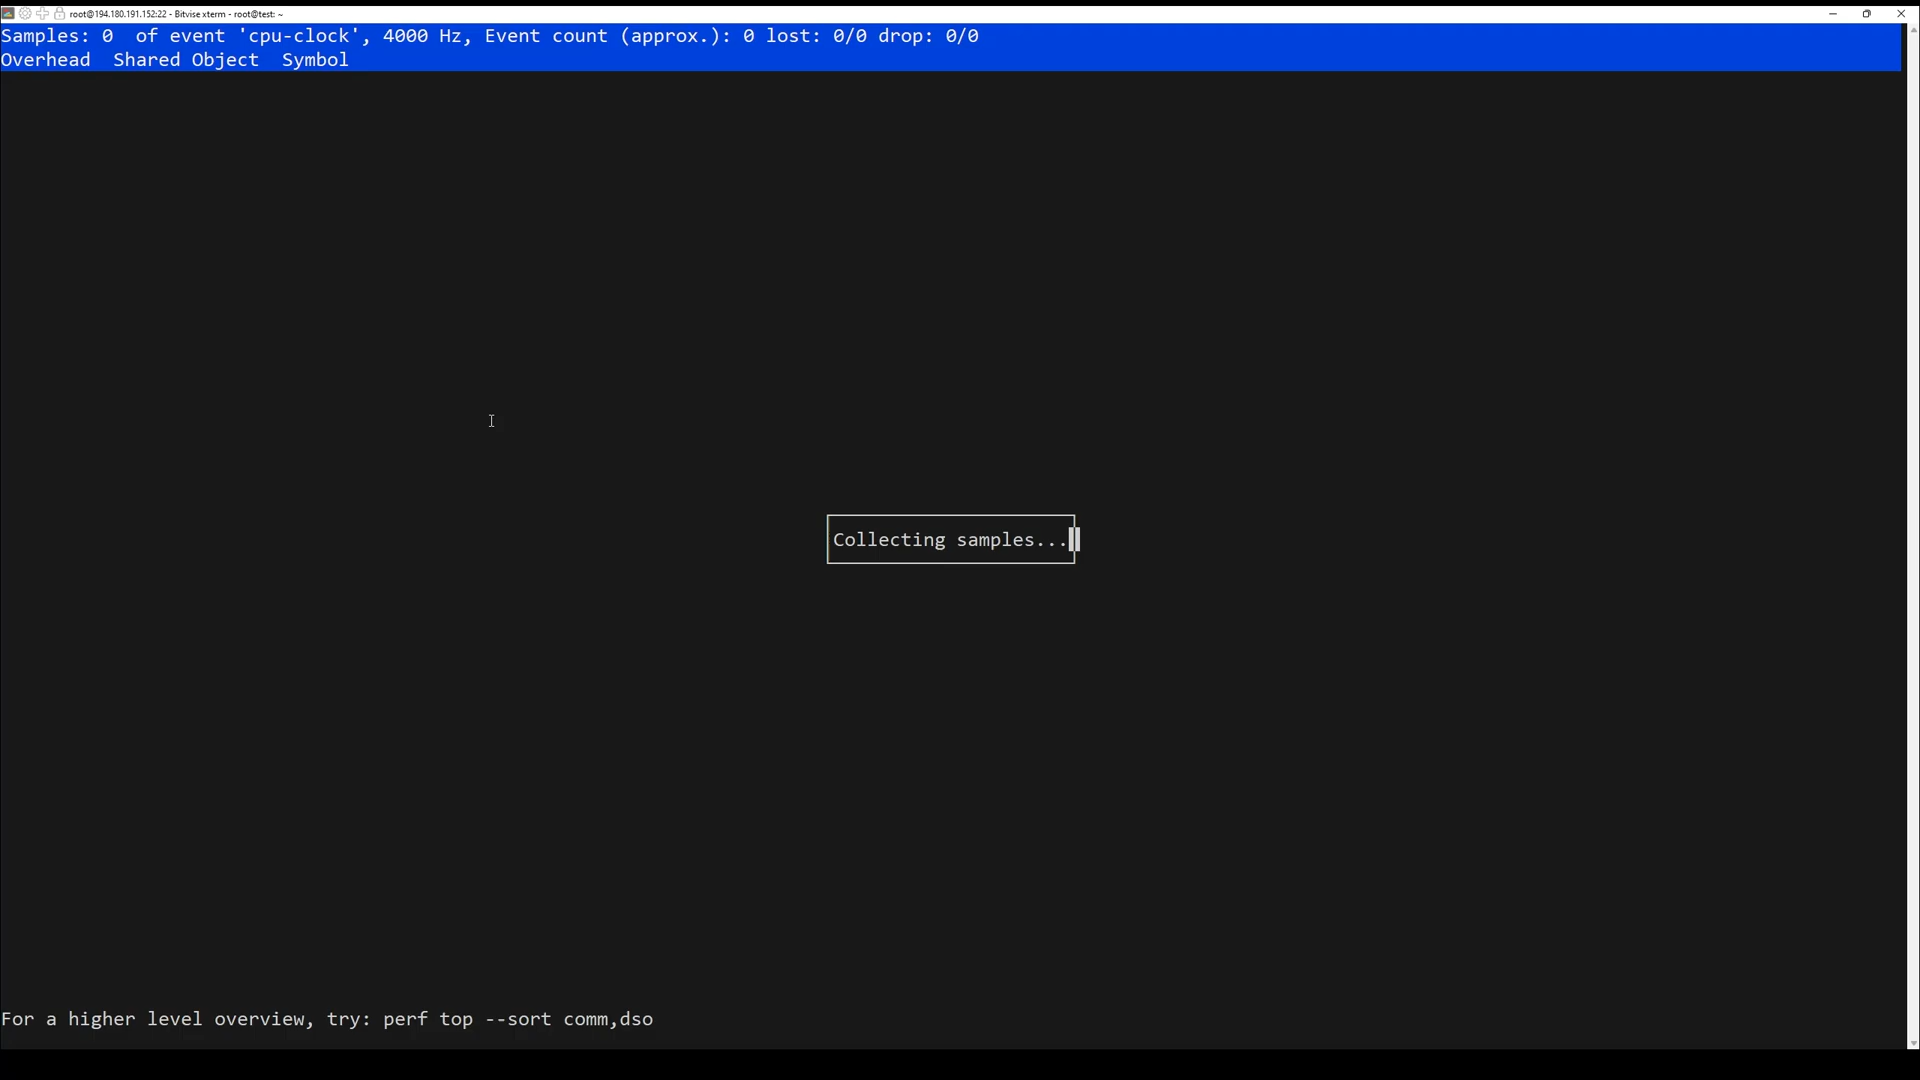 root@194.180.191.152:22 - Bitvise xterm - root@test: ~
Samples: 0  of event 'cpu-clock', 4000 Hz, Event count (approx.): 0 lost: 0/0 drop: 0/0
Overhead  Shared Object  Symbol
Collecting samples...
For a higher level overview, try: perf top --sort comm,dso